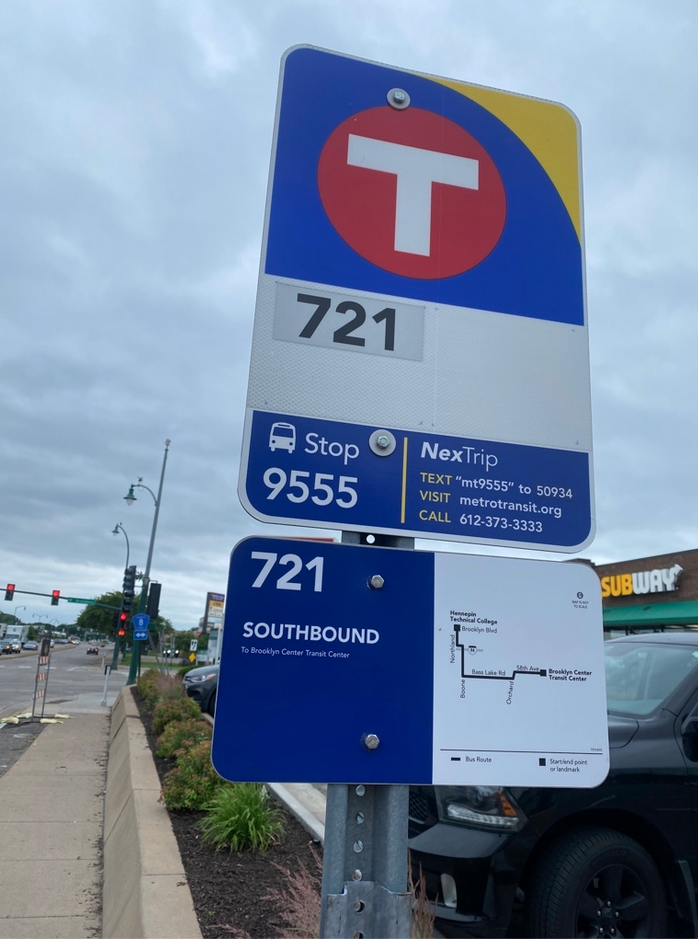 T
721
Stop
9555
NexTrip
TEXT "mt9555" to 50934
VISIT metrotransit.org
CALL 612-373-3333
721
SOUTHBOUND
To Brooklyn Center Transit Center
Hennepin
Technical College
Brooklyn Blvd
Northland
Boone
Bass Lake Rd
Orchard
58th Ave
Brooklyn Center
Transit Center
Bus Route
Start/end point
or landmark
SUBWAY
8